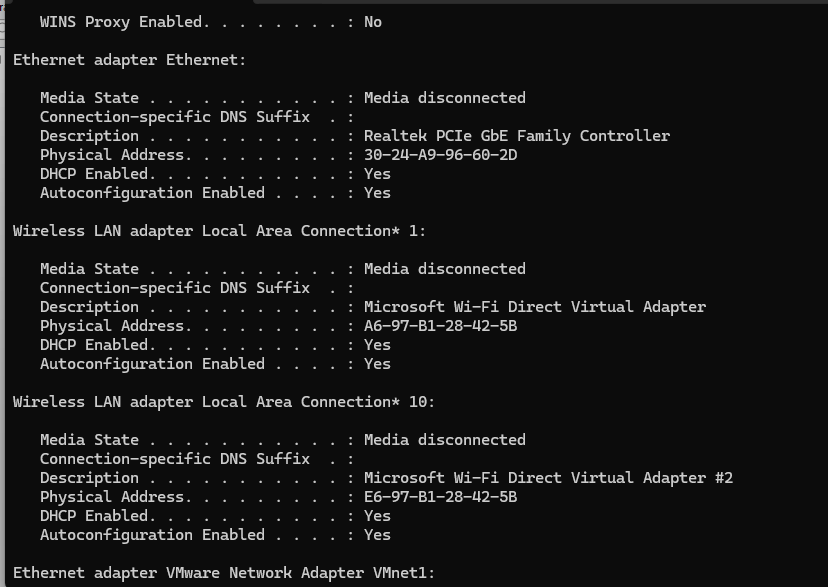 WINS Proxy Enabled. . . . . . . . : No
Ethernet adapter Ethernet:
Media State . . . . . . . . . . . : Media disconnected
Connection-specific DNS Suffix  . :
Description . . . . . . . . . . . : Realtek PCIe GbE Family Controller
Physical Address. . . . . . . . . : 30-24-A9-96-60-2D
DHCP Enabled. . . . . . . . . . . : Yes
Autoconfiguration Enabled . . . . : Yes
Wireless LAN adapter Local Area Connection* 1:
Media State . . . . . . . . . . . : Media disconnected
Connection-specific DNS Suffix  . :
Description . . . . . . . . . . . : Microsoft Wi-Fi Direct Virtual Adapter
Physical Address. . . . . . . . . : A6-97-B1-28-42-5B
DHCP Enabled. . . . . . . . . . . : Yes
Autoconfiguration Enabled . . . . : Yes
Wireless LAN adapter Local Area Connection* 10:
Media State . . . . . . . . . . . : Media disconnected
Connection-specific DNS Suffix  . :
Description . . . . . . . . . . . : Microsoft Wi-Fi Direct Virtual Adapter #2
Physical Address. . . . . . . . . : E6-97-B1-28-42-5B
DHCP Enabled. . . . . . . . . . . : Yes
Autoconfiguration Enabled . . . . : Yes
Ethernet adapter VMware Network Adapter VMnet1: